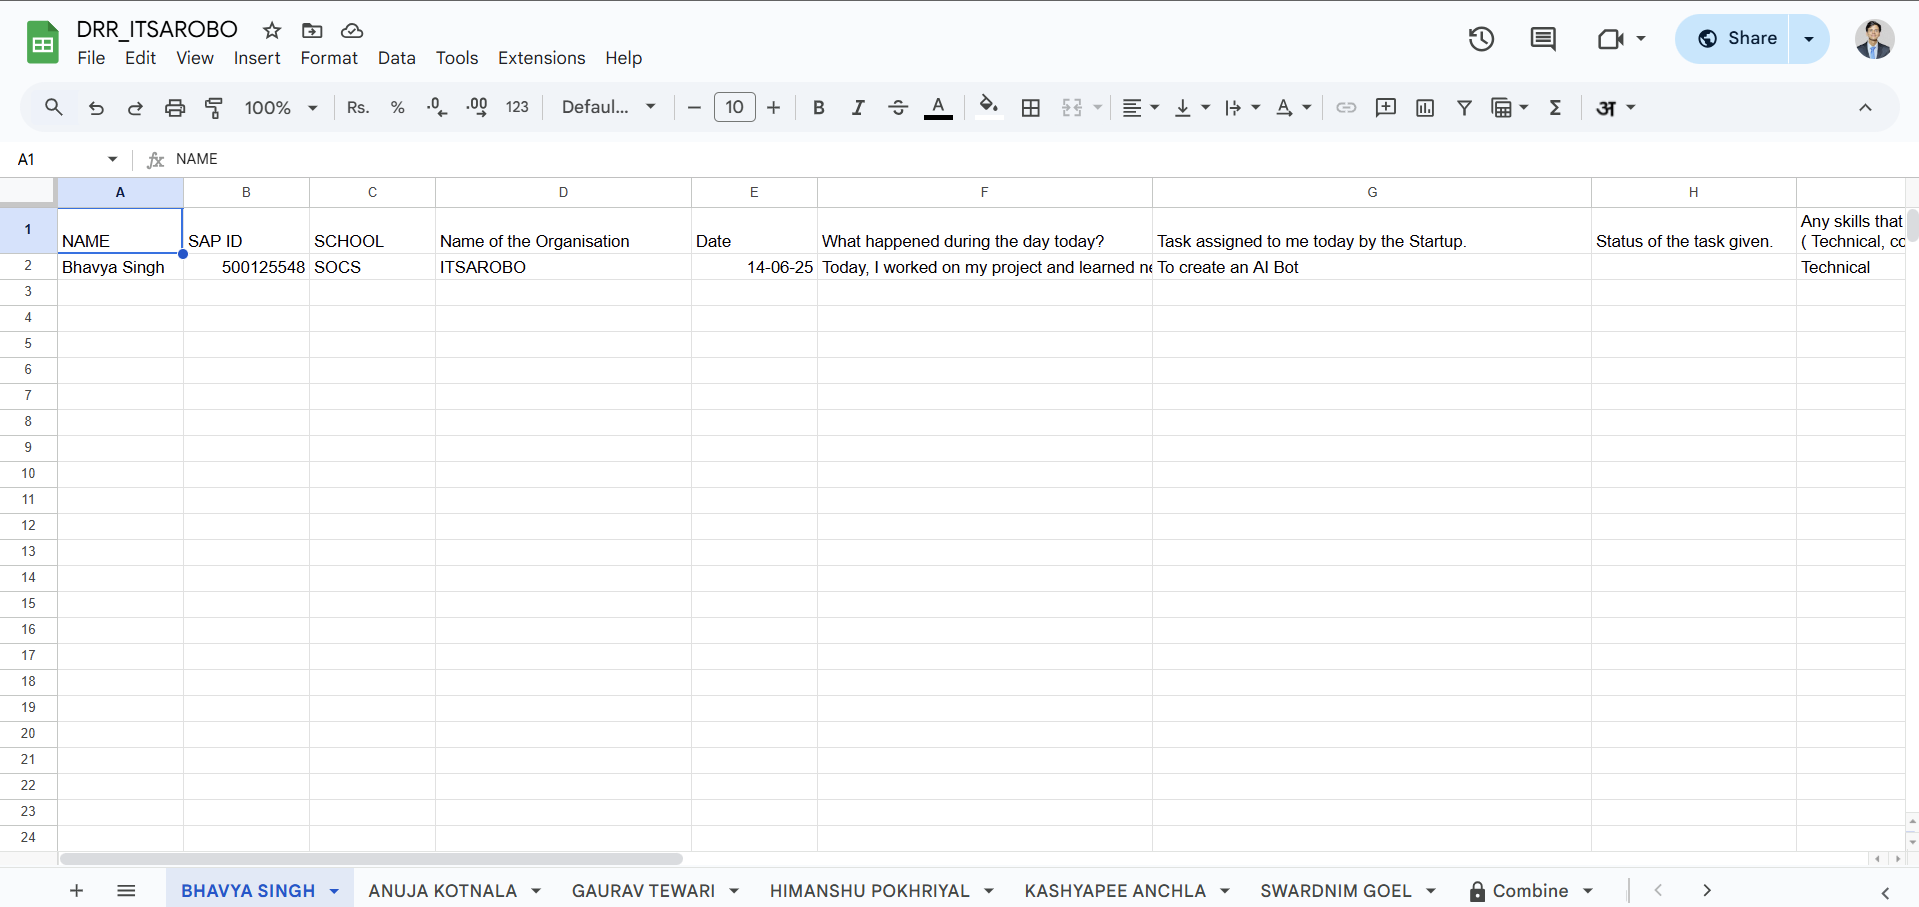 DRR_ITSAROBO
File Edit View Insert Format Data Tools Extensions Help
Share
100% Rs. % .0 .00 123 Defaul... 10 B I A अ
A1 NAME
A B C D E F G H
1 NAME SAP ID SCHOOL Name of the Organisation Date What happened during the day today? Task assigned to me today by the Startup. Status of the task given. Any skills that
( Technical, co
2 Bhavya Singh 500125548 SOCS ITSAROBO 14-06-25 Today, I worked on my project and learned ne To create an AI Bot Technical
3
4
5
6
7
8
9
10
11
12
13
14
15
16
17
18
19
20
21
22
23
24
BHAVYA SINGH ANUJA KOTNALA GAURAV TEWARI HIMANSHU POKHRIYAL KASHYAPEE ANCHLA SWARDNIM GOEL Combine